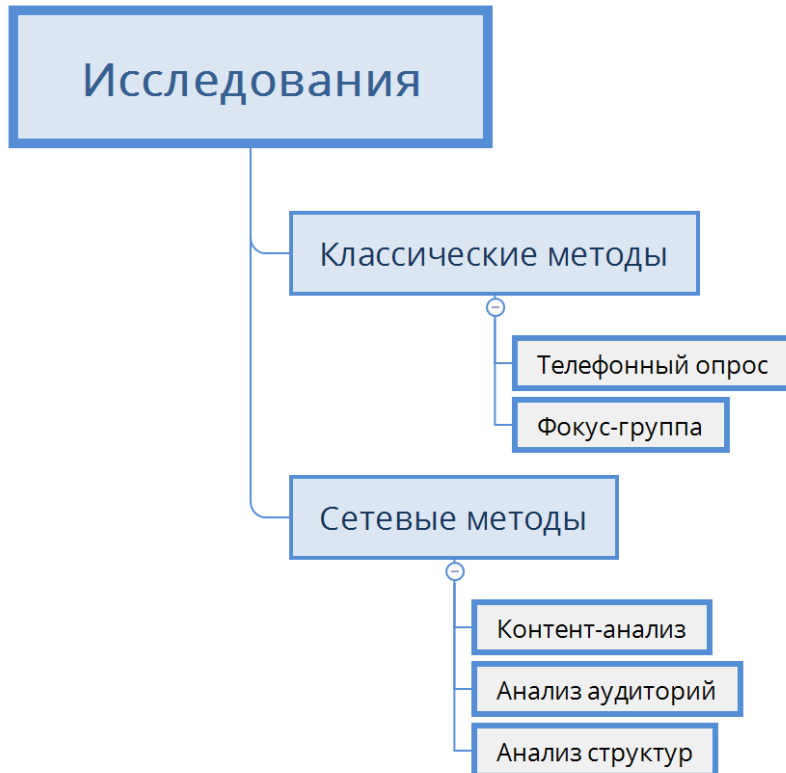 Исследования
Классические методы
Телефонный опрос
Фокус-группа
Сетевые методы
Контент-анализ
Анализ аудиторий
Анализ структур